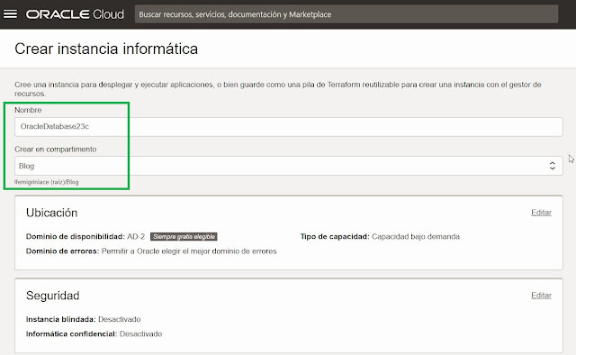 ORACLE Cloud
Buscar recursos, servicios, documentación y Marketplace
Crear instancia informática
Cree una instancia para desplegar y ejecutar aplicaciones, o bien guarde como una pila de Terraform reutilizable para crear una instancia con el gestor de
recursos.
Nombre
OracleDatabase23c
Crear en compartimento
Blog
Ubicación
Editar
Dominio de disponibilidad: AD-2 Siempre gratis elegible
Tipo de capacidad: Capacidad bajo demanda
Dominio de errores: Permitir a Oracle elegir el mejor dominio de errores
Seguridad
Editar
Instancia blindada: Desactivado
Informática confidencial: Desactivado